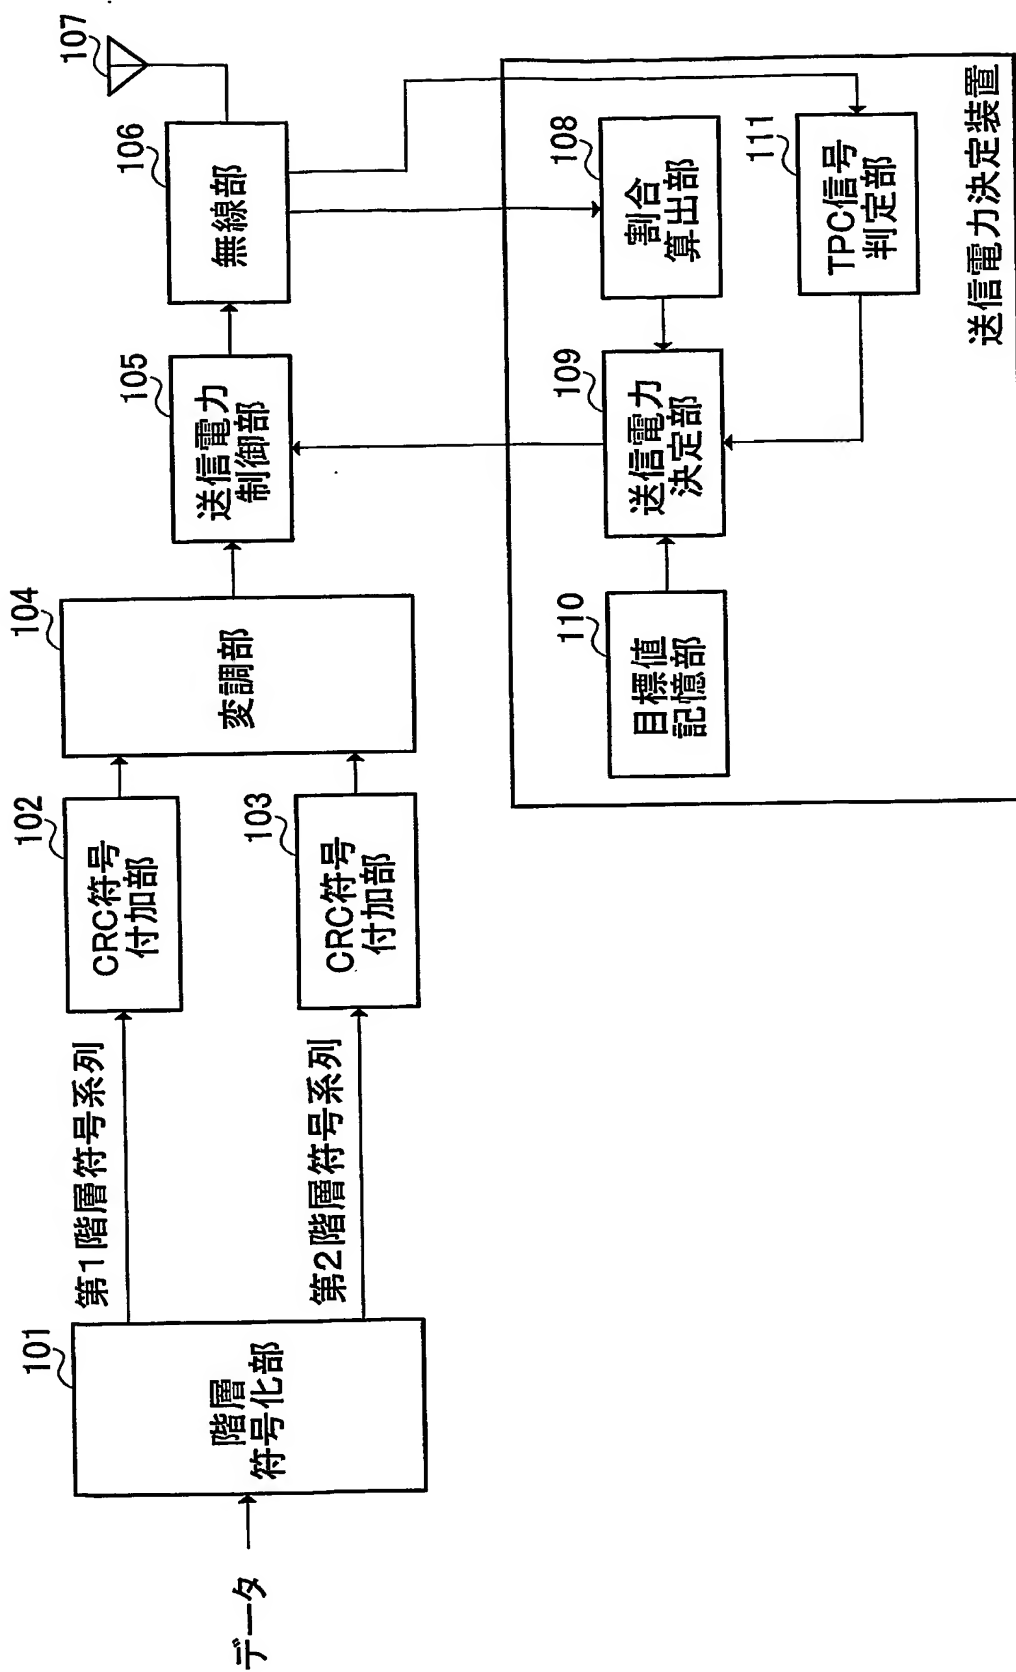 データ
101
階層
符号化部
第1階層符号系列
第2階層符号系列
102
CRC符号
付加部
103
CRC符号
付加部
104
変調部
105
送信電力
制御部
106
無線部
107
110
目標値
記憶部
109
送信電力
決定部
108
割合
算出部
111
TPC信号
判定部
送信電力決定装置